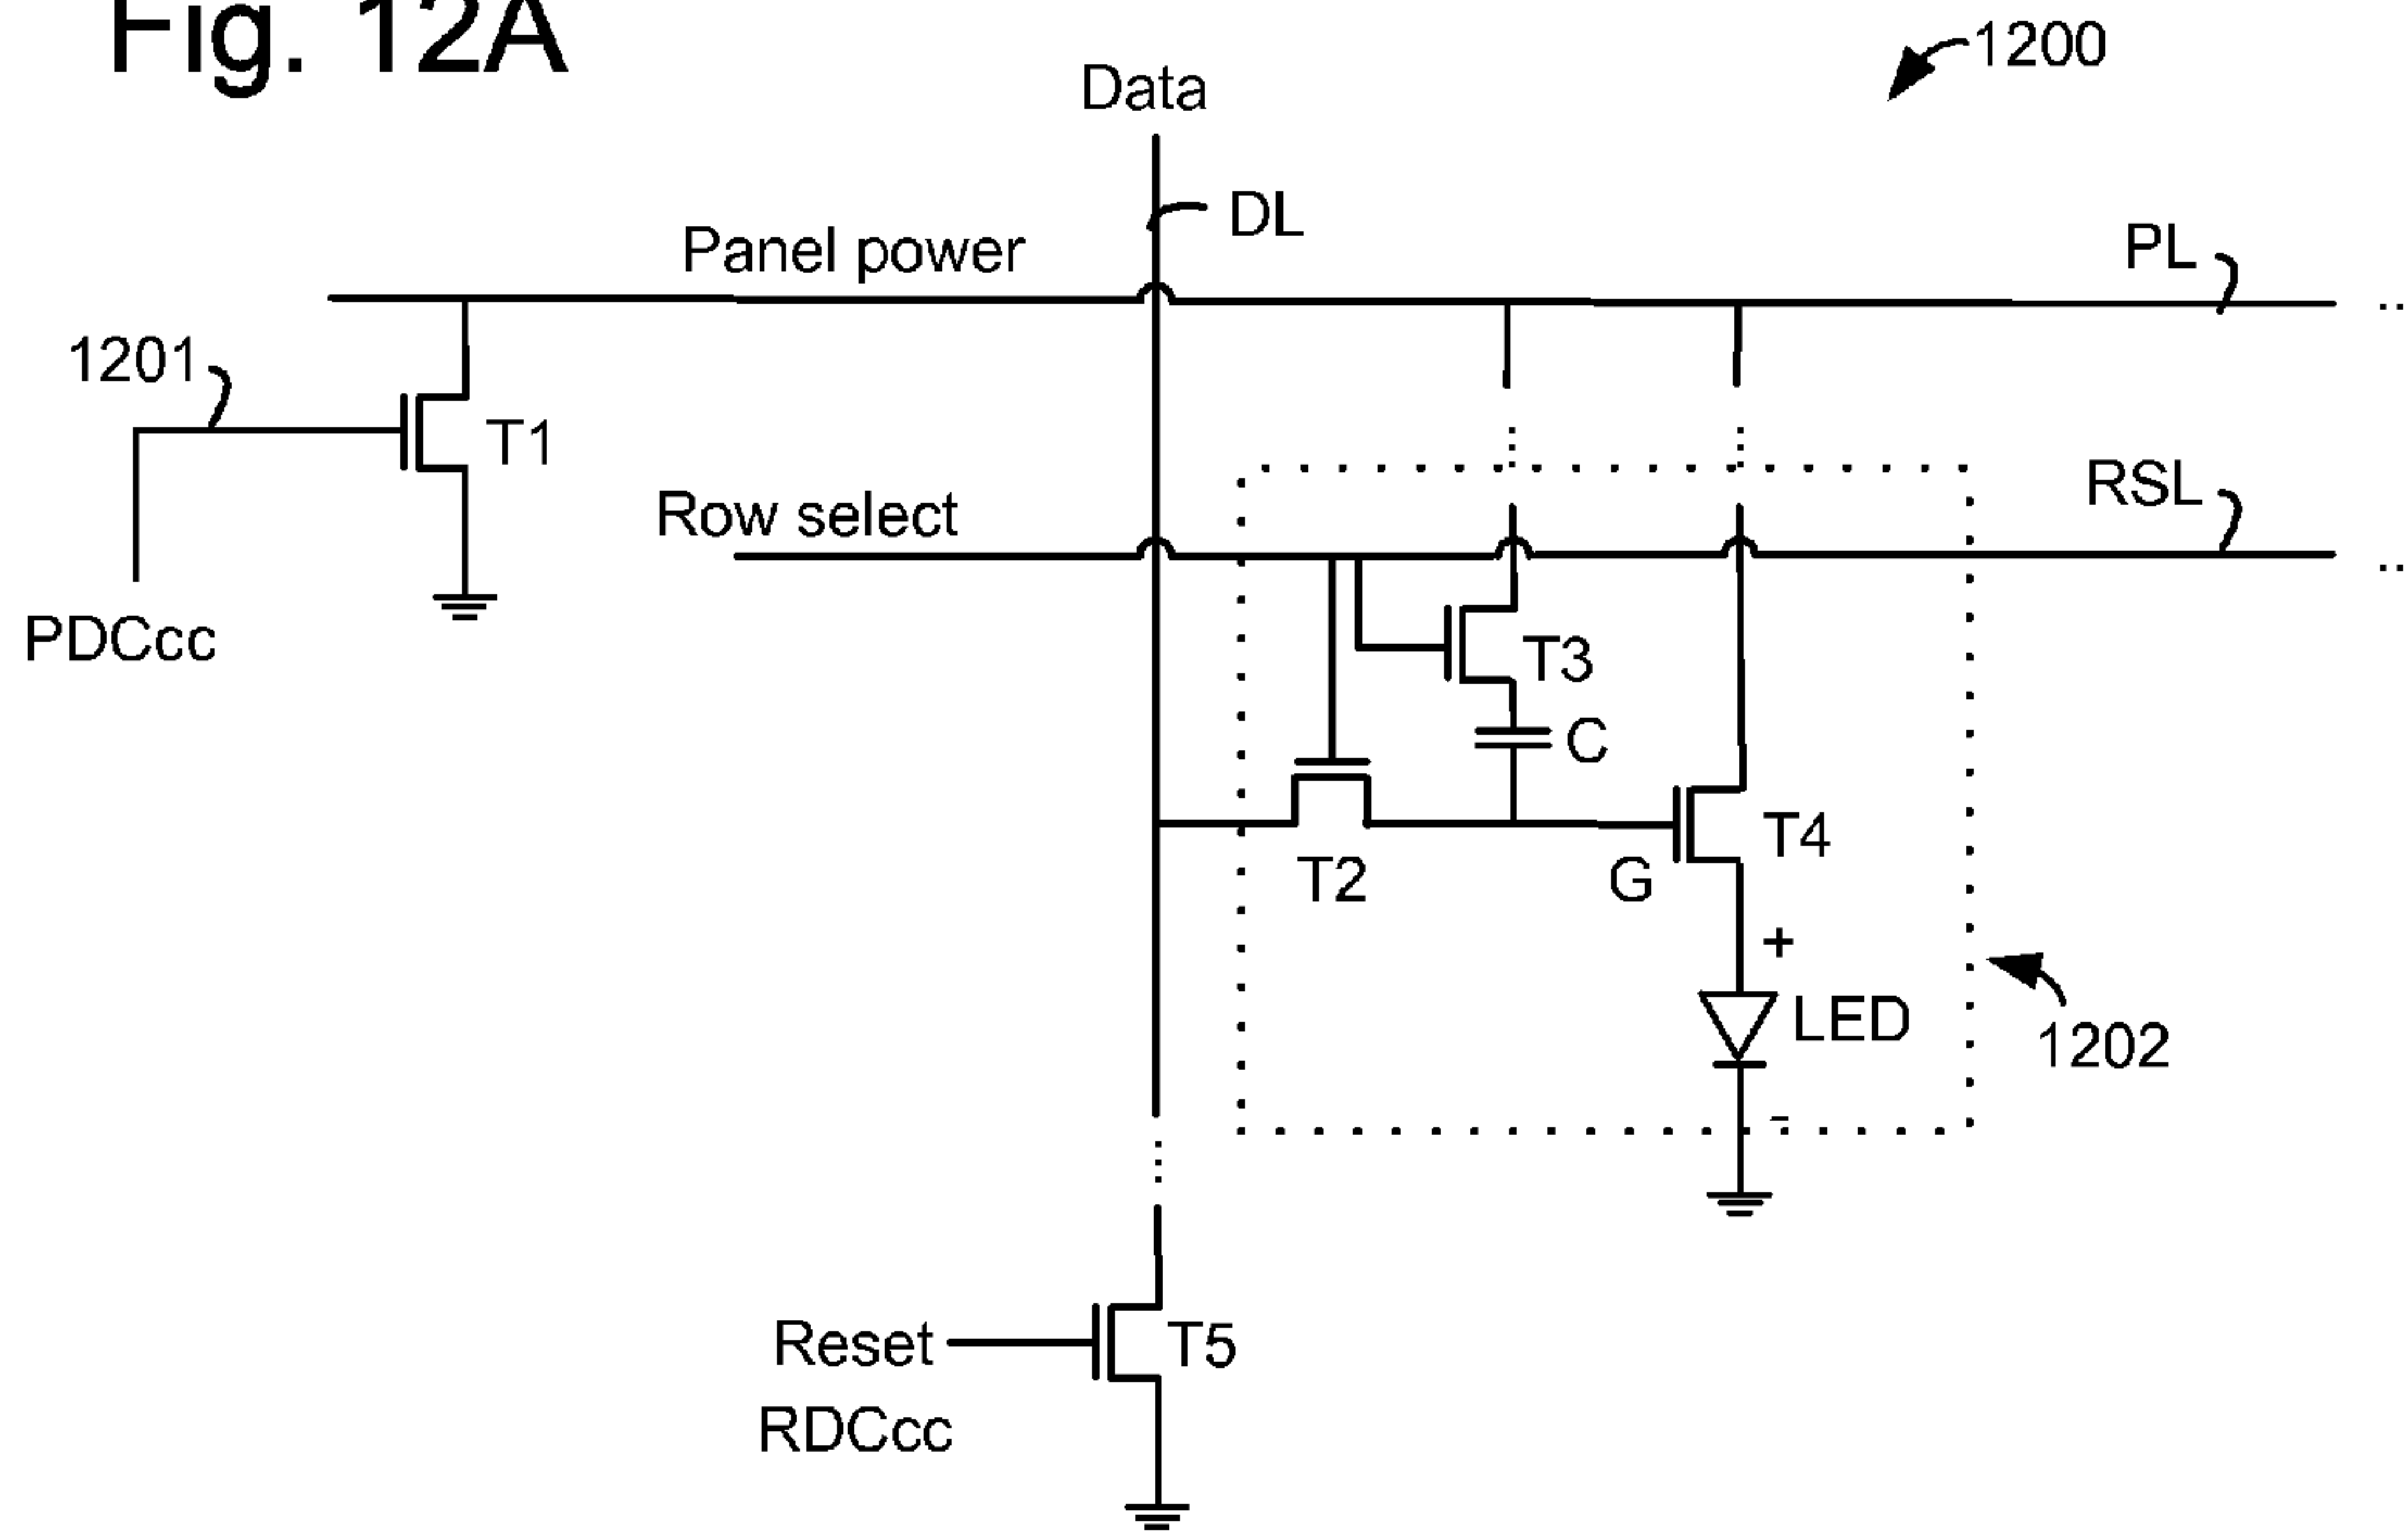 Fig. 12A
1200
Data
DL
Panel power
PL
1201
T1
Row select
RSL
PDCcc
T3
C
T2
G
T4
+
LED
1202
-
Reset
T5
RDCcc